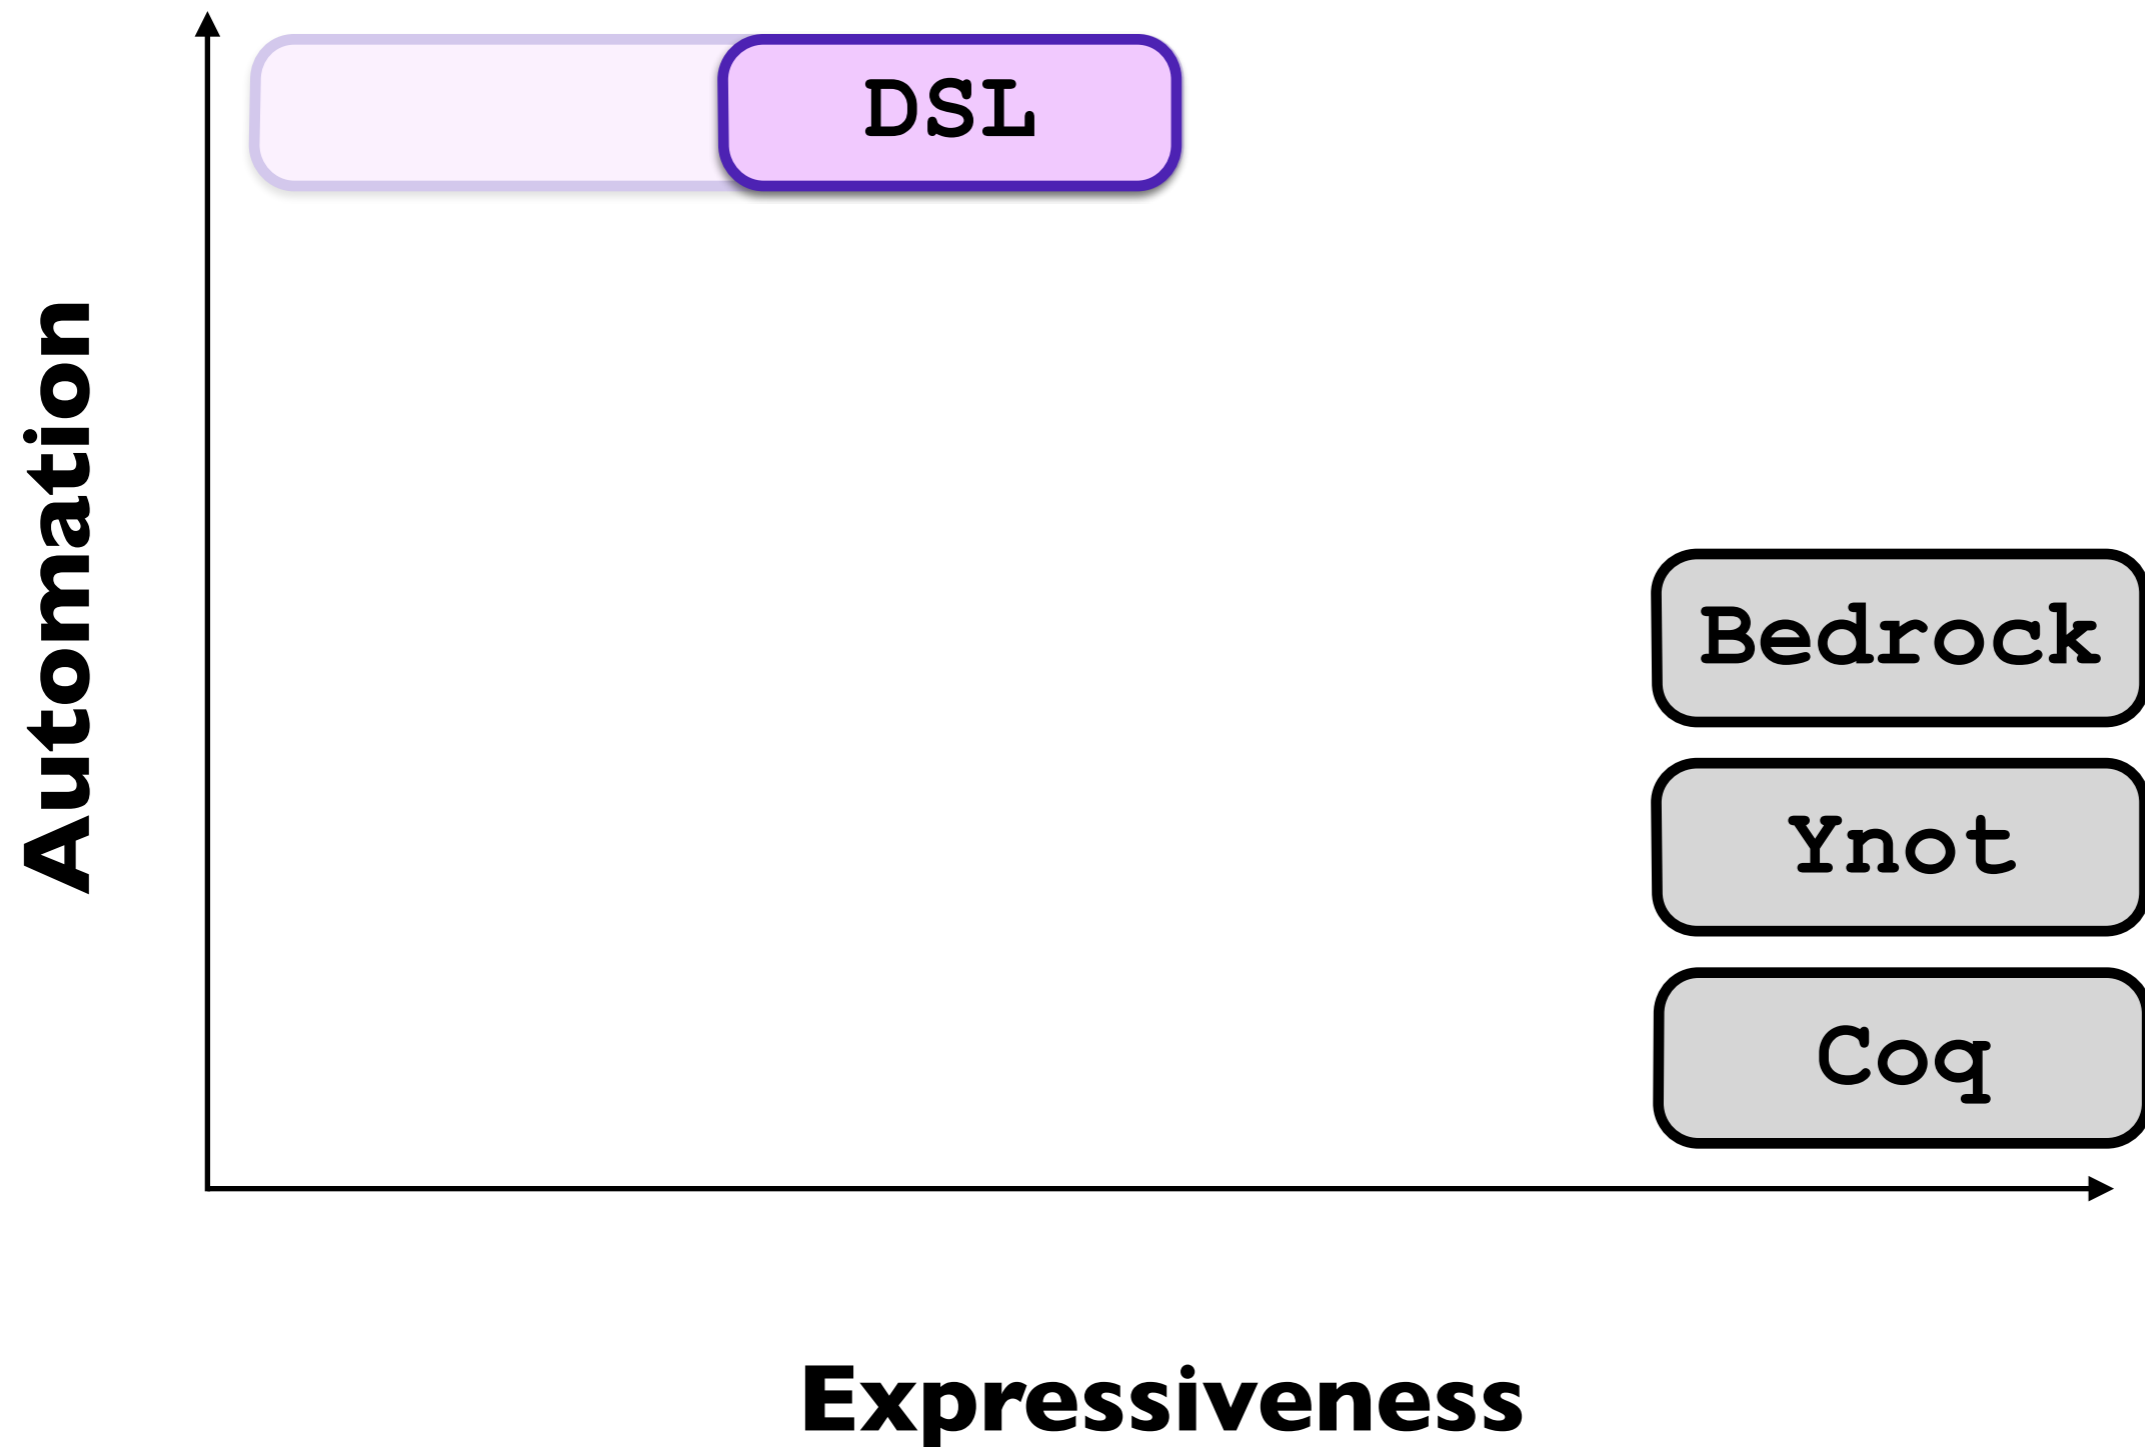 DSL
Automation
Bedrock
Ynot
Coq
Expressiveness